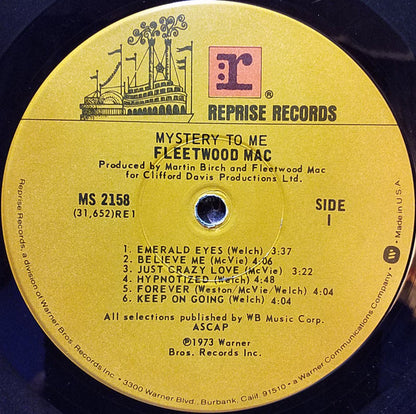 r
®
REPRISE RECORDS
MYSTERY TO ME
FLEETWOOD MAC
Produced by Martin Birch and Fleetwood Mac
for Clifford Davis Productions Ltd.
MS 2158
(31,652)RE1
SIDE
1
1. EMERALD EYES (Welch) 3:37
2. BELIEVE ME (McVie) 4:06
3. JUST CRAZY LOVE (McVie) 3:22
4. HYPNOTIZED (Welch) 4:48
5. FOREVER (Weston/McVie/Welch) 4:04
6. KEEP ON GOING (Welch) 4:04
All selections published by WB Music Corp.
ASCAP
℗1973 Warner
Bros. Records Inc.
Reprise Records, a division of Warner Bros. Records Inc. • 3300 Warner Blvd., Burbank, Calif. 91510 • a Warner Communications Company • W • Made in U.S.A.